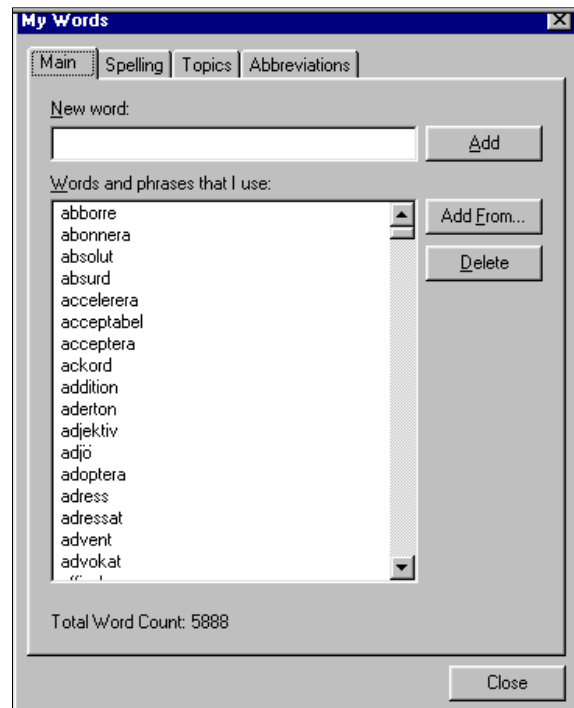 My Words
Main Spelling Topics Abbreviations
New word:
Add
Words and phrases that I use:
abborre
Add From...
abonnera
absolut
Delete
absurd
accelerera
acceptabel
acceptera
ackord
addition
aderton
adjektiv
adjö
adoptera
adress
adressat
advent
advokat
Total Word Count: 5888
Close